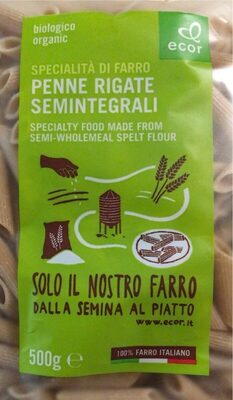 biologico
organic
ecor
SPECIALITÀ DI FARRO
PENNE RIGATE
SEMINTEGRALI
SPECIALTY FOOD MADE FROM
SEMI-WHOLEMEAL SPELT FLOUR
SOLO IL NOSTRO FARRO
DALLA SEMINA AL PIATTO
www.ecor.it
500g e
100% FARRO ITALIANO